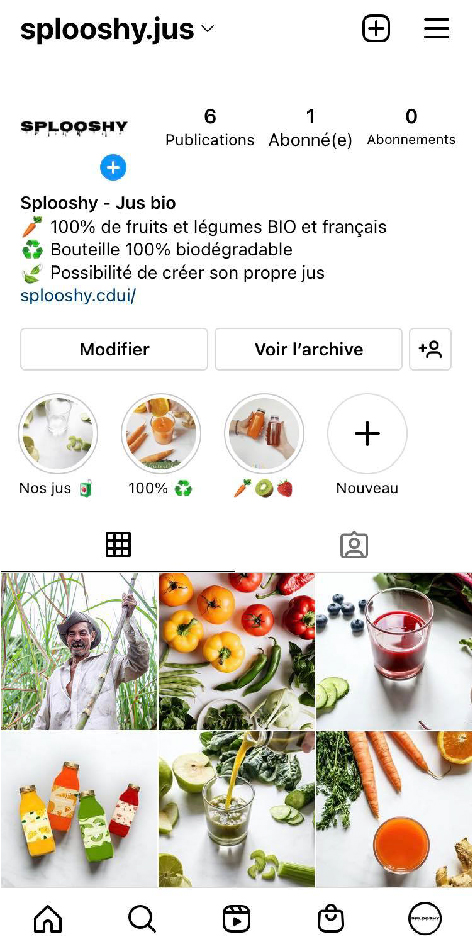 splooshy.jus
SPLOOSHY
6
Publications
1
Abonné(e)
0
Abonnements
Splooshy - Jus bio
🥕 100% de fruits et légumes BIO et français
♻️ Bouteille 100% biodégradable
🌿 Possibilité de créer son propre jus
splooshy.cdui/
Modifier
Voir l’archive
Nos jus 🧃
100% ♻️
🥕🥝🍓
Nouveau
SPLOOSHY